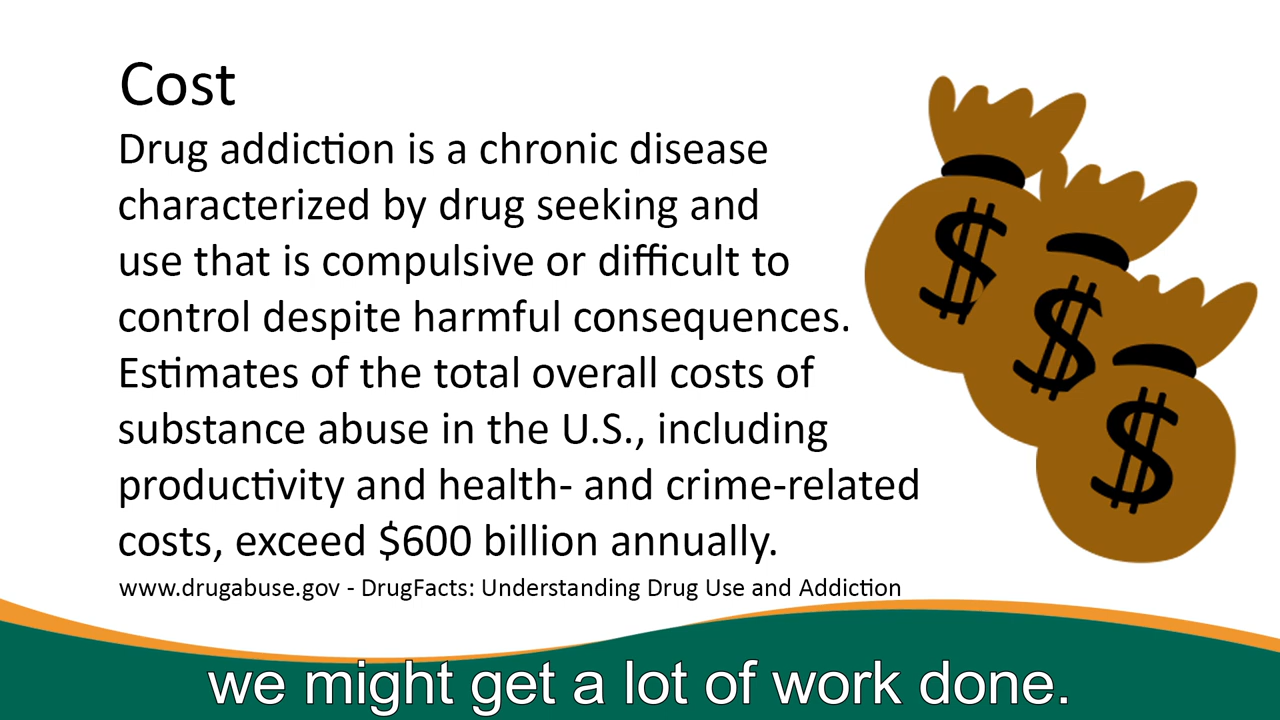 Cost
Drug addiction is a chronic disease
characterized by drug seeking and
use that is compulsive or difficult to
control despite harmful consequences.
Estimates of the total overall costs of
substance abuse in the U.S., including
productivity and health- and crime-related
costs, exceed $600 billion annually.
www.drugabuse.gov - DrugFacts: Understanding Drug Use and Addiction
$
$
$
we might get a lot of work done.